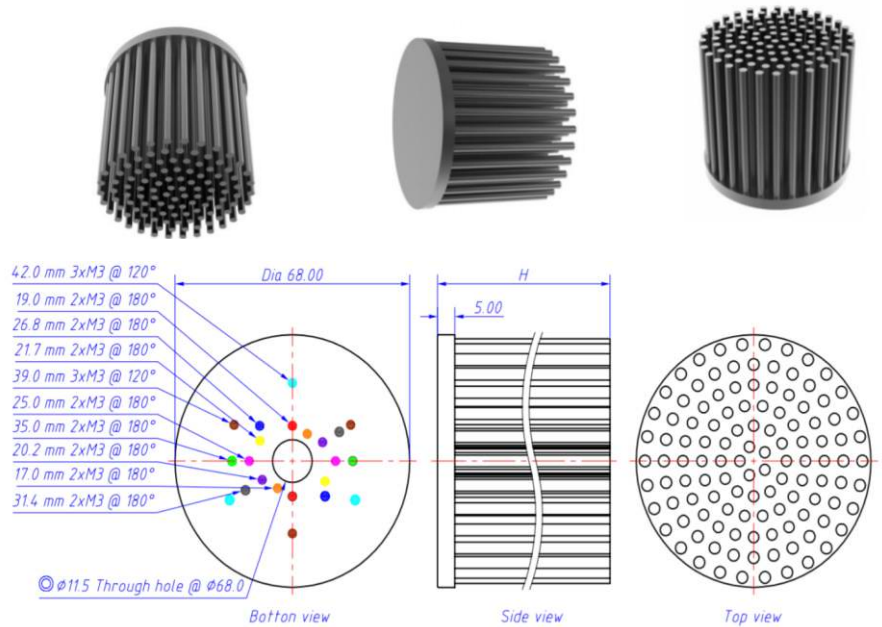 42.0 mm 3xM3 @ 120°
19.0 mm 2xM3 @ 180°
26.8 mm 2xM3 @ 180°
21.7 mm 2xM3 @ 180°
39.0 mm 3xM3 @ 120°
25.0 mm 2xM3 @ 180°
35.0 mm 2xM3 @ 180°
20.2 mm 2xM3 @ 180°
17.0 mm 2xM3 @ 180°
31.4 mm 2xM3 @ 180°
Dia 68.00
H
5.00
Ø11.5 Through hole @ Ø68.0
Botton view
Side view
Top view